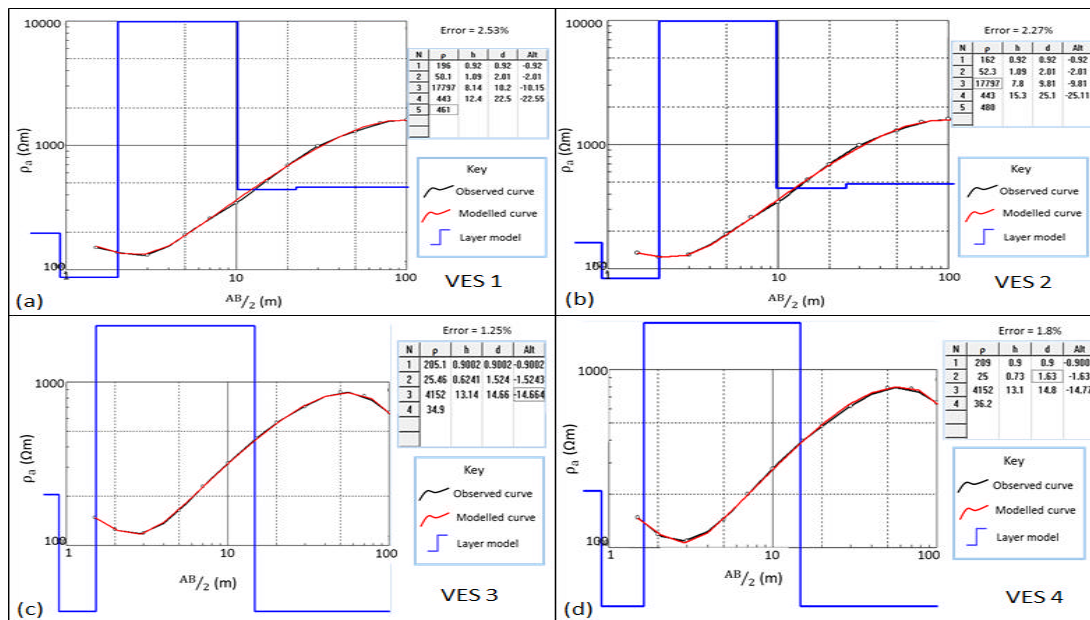 10000
1000
100
1
10
100
ρa (Ωm)
AB/2 (m)
(a)
VES 1
Error = 2.53%
N ρ h d Alt
1 196 0.92 0.92 -0.92
2 50.1 1.09 2.01 -2.01
3 17797 8.14 10.2 -10.15
4 443 12.4 22.5 -22.55
5 461
Key
Observed curve
Modelled curve
Layer model
10000
1000
100
1
10
100
ρa (Ωm)
AB/2 (m)
(b)
VES 2
Error = 2.27%
N ρ h d Alt
1 162 0.92 0.92 -0.92
2 52.3 1.09 2.01 -2.01
3 17797 7.8 9.81 -9.81
4 443 15.3 25.1 -25.11
5 480
Key
Observed curve
Modelled curve
Layer model
1000
100
1
10
100
ρa (Ωm)
AB/2 (m)
(c)
VES 3
Error = 1.25%
N ρ h d Alt
1 205.1 0.9002 0.9002 -0.9002
2 25.46 0.6241 1.524 -1.5243
3 4152 13.14 14.66 -14.664
4 34.9
Key
Observed curve
Modelled curve
Layer model
1000
100
1
10
100
ρa (Ωm)
AB/2 (m)
(d)
VES 4
Error = 1.8%
N ρ h d Alt
1 209 0.9 0.9
2 25 0.73 1.63 -1.63
3 4152 13.1 14.8 -14.77
4 36.2
Key
Observed curve
Modelled curve
Layer model